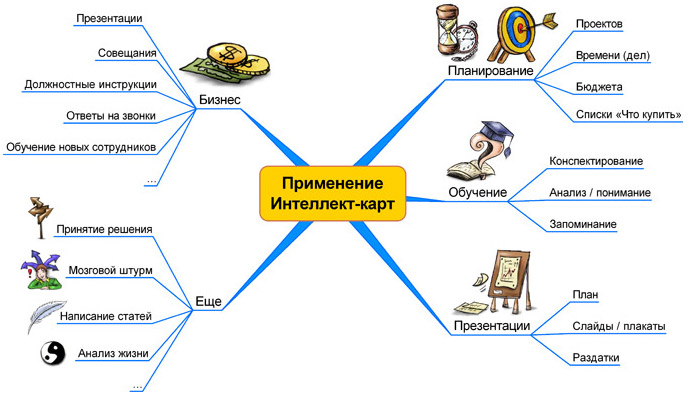 Применение
Интеллект-карт
Планирование
Проектов
Времени (дел)
Бюджета
Списки «Что купить»
Обучение
Конспектирование
Анализ / понимание
Запоминание
Презентации
План
Слайды / плакаты
Раздатки
Бизнес
Презентации
Совещания
Должностные инструкции
Ответы на звонки
Обучение новых сотрудников
...
Еще
Принятие решения
Мозговой штурм
Написание статей
Анализ жизни
...